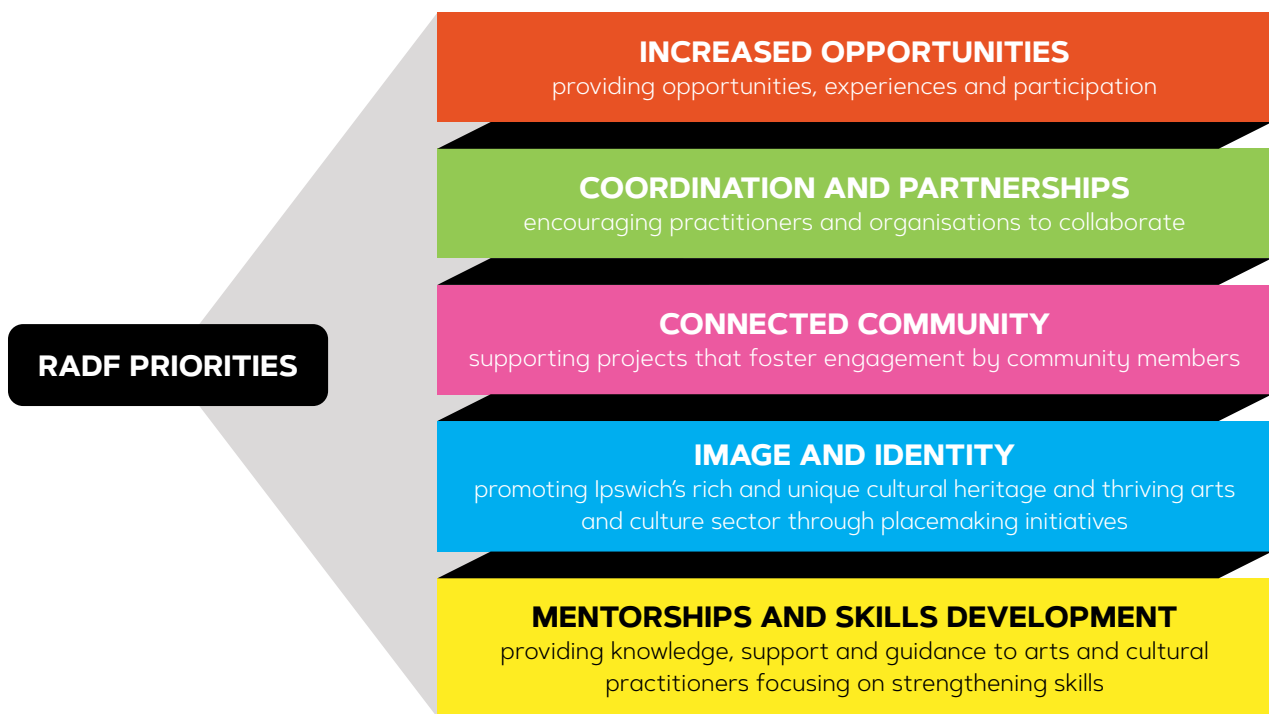 RADF PRIORITIES
INCREASED OPPORTUNITIES
providing opportunities, experiences and participation
COORDINATION AND PARTNERSHIPS
encouraging practitioners and organisations to collaborate
CONNECTED COMMUNITY
supporting projects that foster engagement by community members
IMAGE AND IDENTITY
promoting Ipswich’s rich and unique cultural heritage and thriving arts
and culture sector through placemaking initiatives
MENTORSHIPS AND SKILLS DEVELOPMENT
providing knowledge, support and guidance to arts and cultural
practitioners focusing on strengthening skills